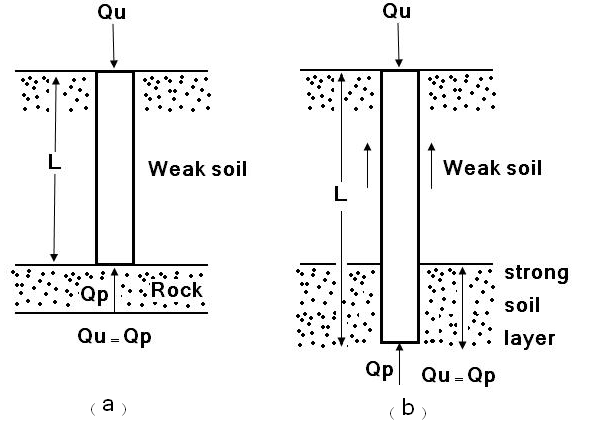 Qu
L
Weak soil
Qp
Rock
Qu = Qp
( a )
Qu
L
Weak soil
strong
soil
layer
Qp
Qu = Qp
( b )